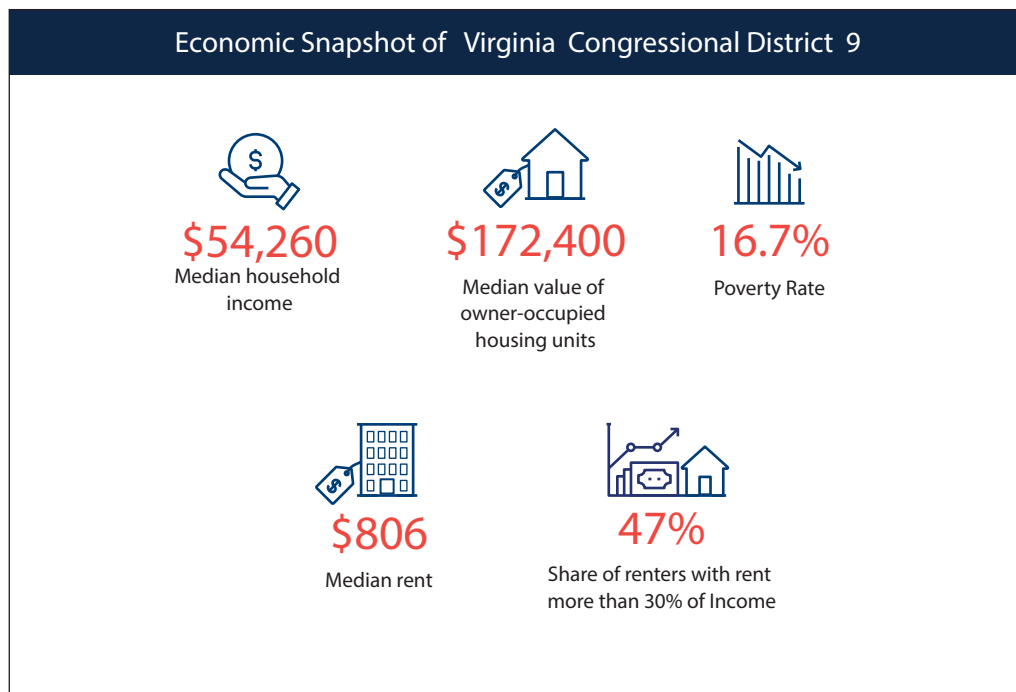 Economic Snapshot of Virginia Congressional District 9
$
$
$54,260
Median household
income
$172,400
Median value of
owner-occupied
housing units
16.7%
Poverty Rate
$
$806
Median rent
47%
Share of renters with rent
more than 30% of Income